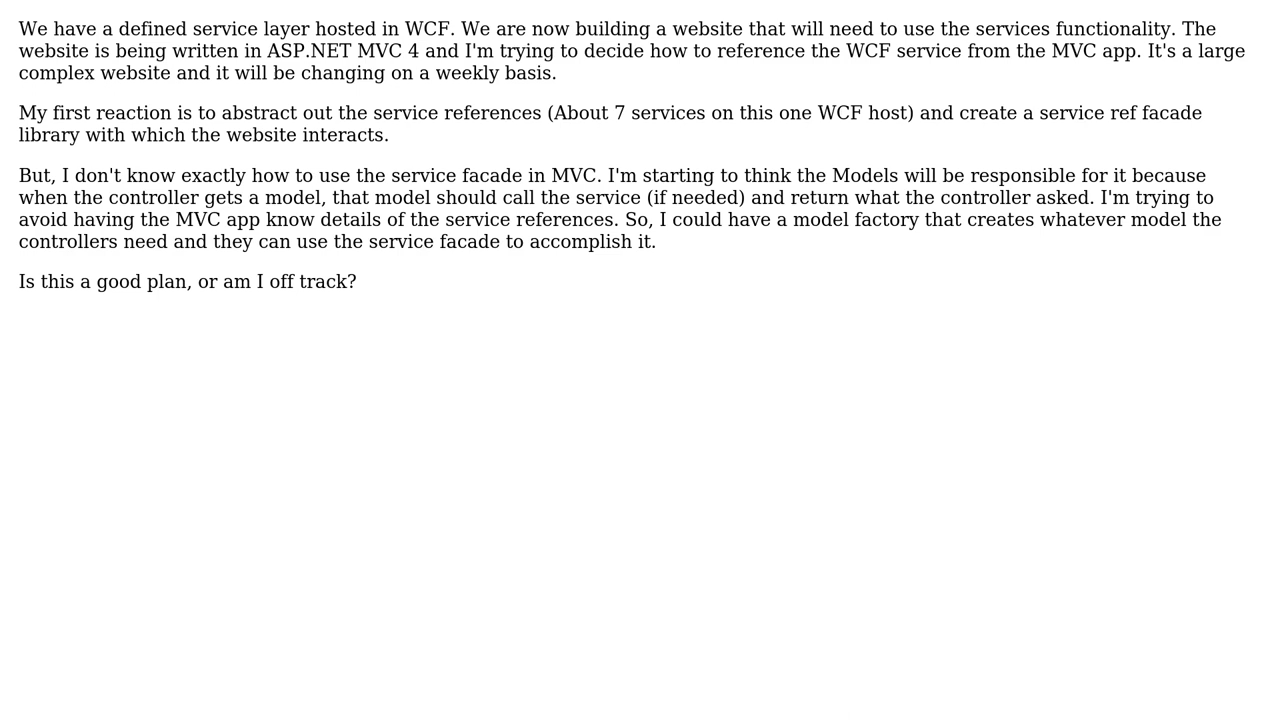 We have a defined service layer hosted in WCF. We are now building a website that will need to use the services functionality. The
website is being written in ASP.NET MVC 4 and I'm trying to decide how to reference the WCF service from the MVC app. It's a large
complex website and it will be changing on a weekly basis.
My first reaction is to abstract out the service references (About 7 services on this one WCF host) and create a service ref facade
library with which the website interacts.
But, I don't know exactly how to use the service facade in MVC. I'm starting to think the Models will be responsible for it because
when the controller gets a model, that model should call the service (if needed) and return what the controller asked. I'm trying to
avoid having the MVC app know details of the service references. So, I could have a model factory that creates whatever model the
controllers need and they can use the service facade to accomplish it.
Is this a good plan, or am I off track?